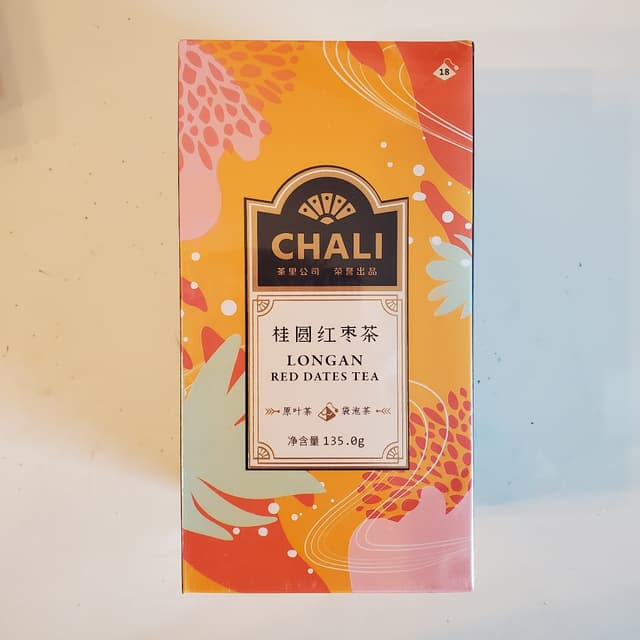 18
CHALI
茶里公司 荣誉出品
桂圆红枣茶
LONGAN
RED DATES TEA
原叶茶 袋泡茶
净含量 135.0g